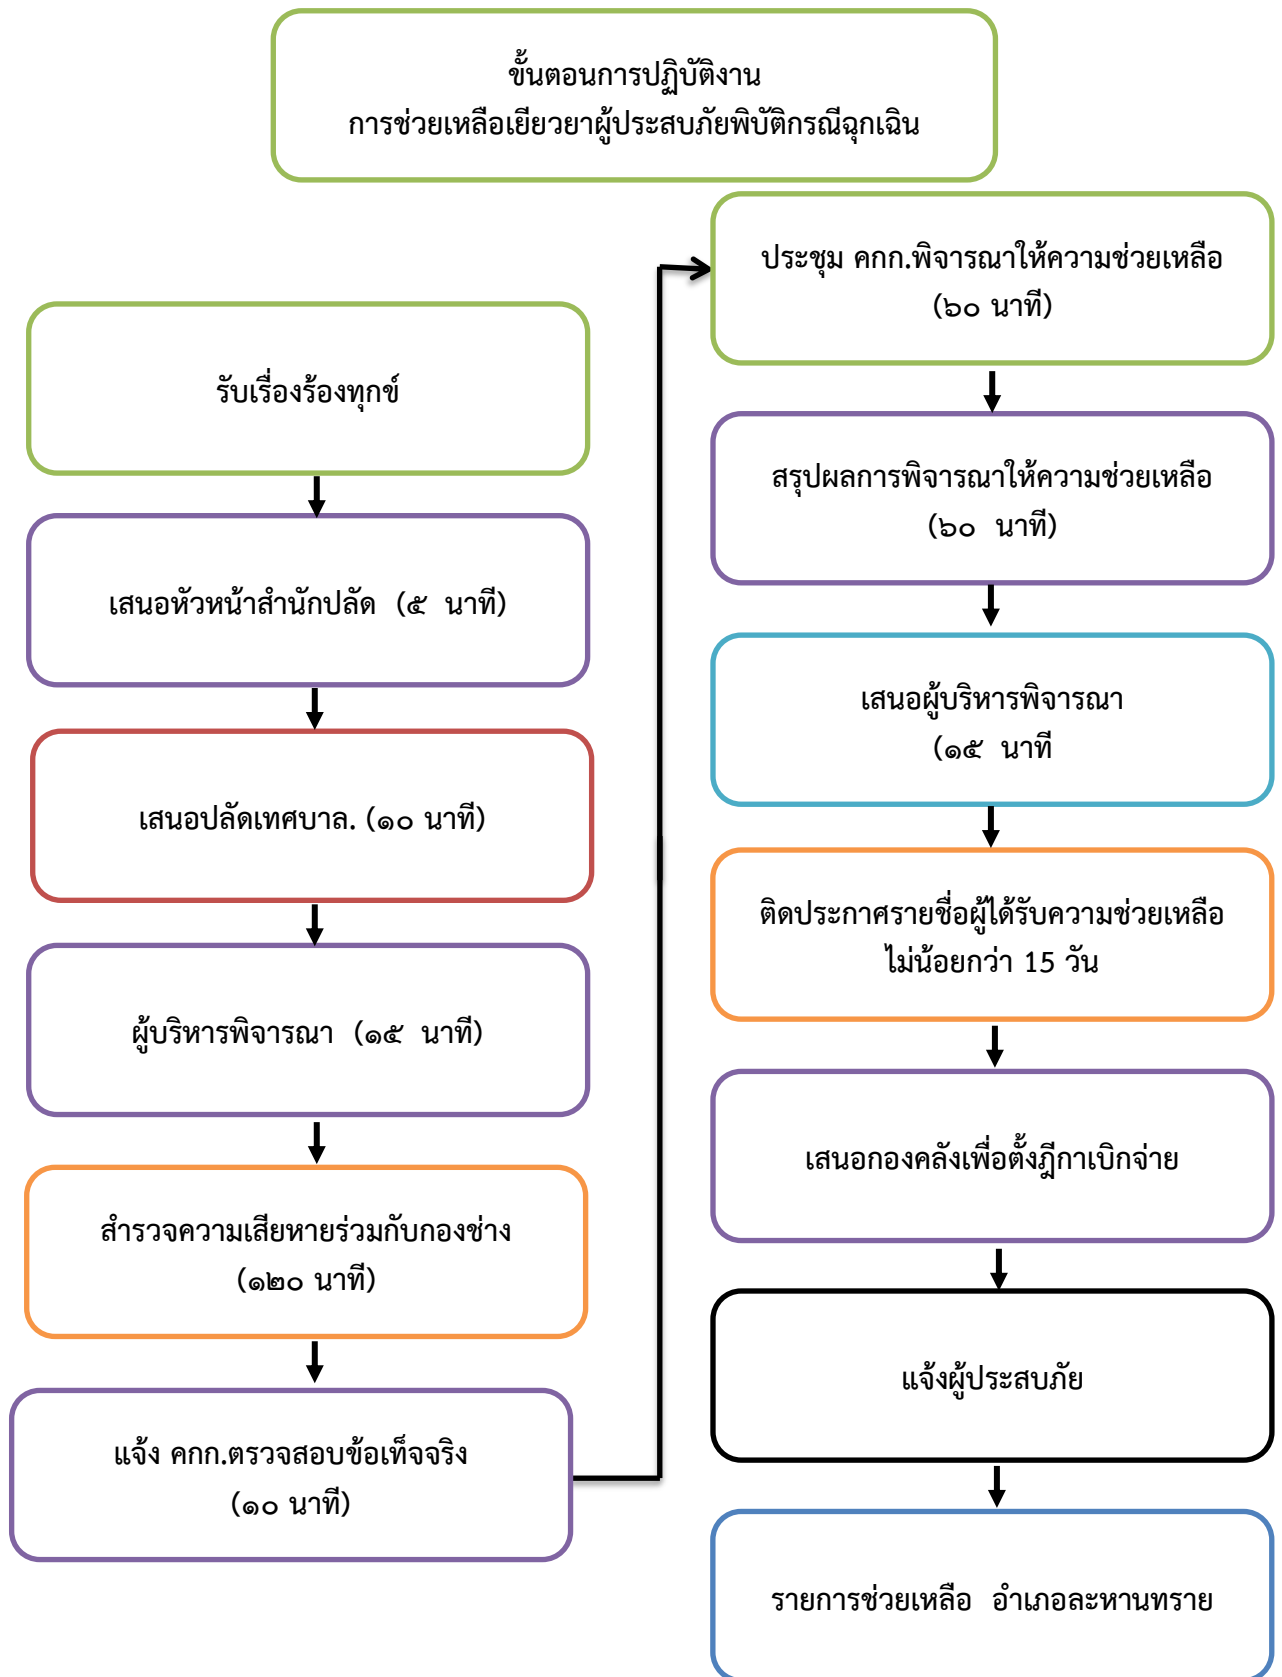 ขั้นตอนการปฏิบัติงาน
การช่วยเหลือเยียวยาผู้ประสบภัยพิบัติกรณีฉุกเฉิน
รับเรื่องร้องทุกข์
เสนอหัวหน้าสำนักปลัด (๕ นาที)
เสนอปลัดเทศบาล. (๑๐ นาที)
ผู้บริหารพิจารณา (๑๕ นาที)
สำรวจความเสียหายร่วมกับกองช่าง
(๑๒๐ นาที)
แจ้ง คกก.ตรวจสอบข้อเท็จจริง
(๑๐ นาที)
ประชุม คกก.พิจารณาให้ความช่วยเหลือ
(๖๐ นาที)
สรุปผลการพิจารณาให้ความช่วยเหลือ
(๖๐ นาที)
เสนอผู้บริหารพิจารณา
(๑๕ นาที
ติดประกาศรายชื่อผู้ได้รับความช่วยเหลือ
ไม่น้อยกว่า 15 วัน
เสนอกองคลังเพื่อตั้งฎีกาเบิกจ่าย
แจ้งผู้ประสบภัย
รายการช่วยเหลือ อำเภอละหานทราย